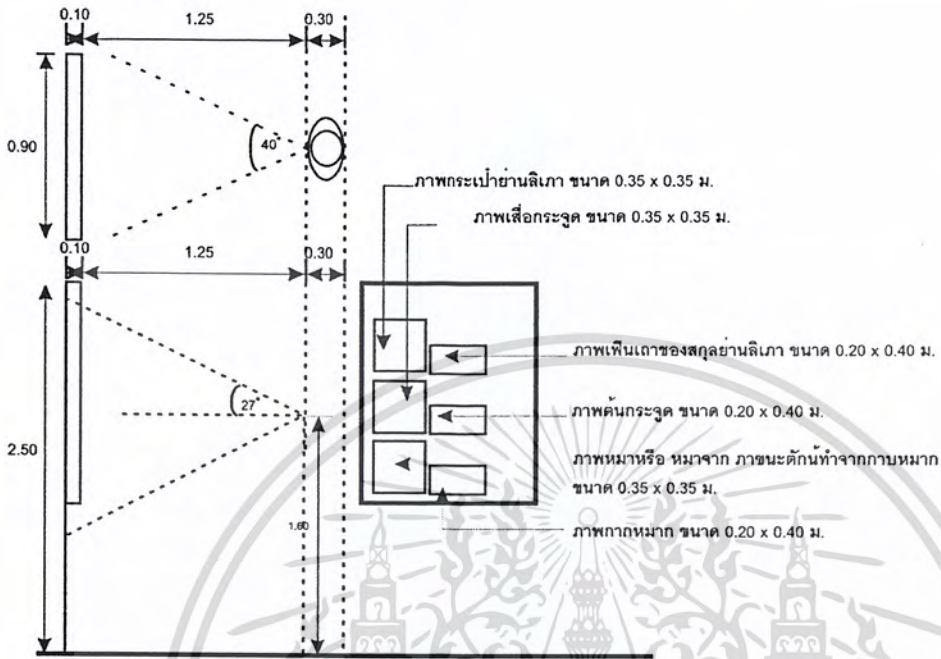 0.10 1.25 0.30
0.90
40°
ภาพกระเป๋าย่านลิเภา ขนาด 0.35 x 0.35 ม.
ภาพเสื่อกระจูด ขนาด 0.35 x 0.35 ม.
0.10 1.25 0.30
ภาพเฟินเถาของสกุลย่านลิเภา ขนาด 0.20 x 0.40 ม.
27°
ภาพต้นกระจูด ขนาด 0.20 x 0.40 ม.
2.50
ภาพหมาหรือ หมาจาก ภาขนะตักน้ำทำจากกาบหมาก
ขนาด 0.35 x 0.35 ม.
1.60
ภาพกากหมาก ขนาด 0.20 x 0.40 ม.